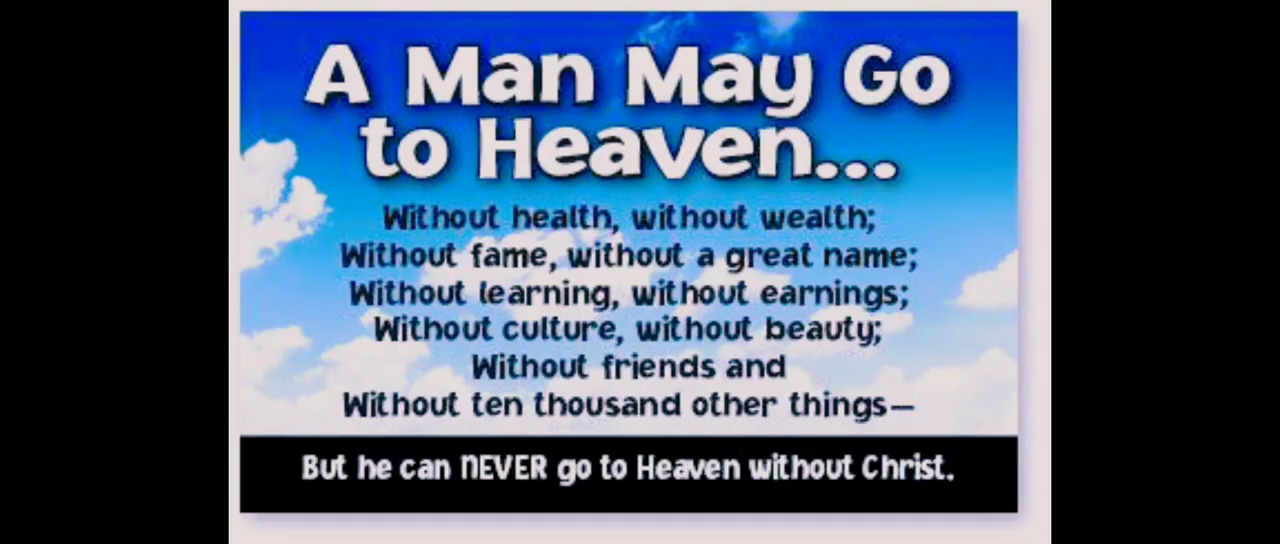 A Man May Go
to Heaven...
Without health, without wealth;
Without fame, without a great name;
Without learning, without earnings;
Without culture, without beauty;
Without friends and
Without ten thousand other things—
But he can NEVER go to Heaven without Christ.